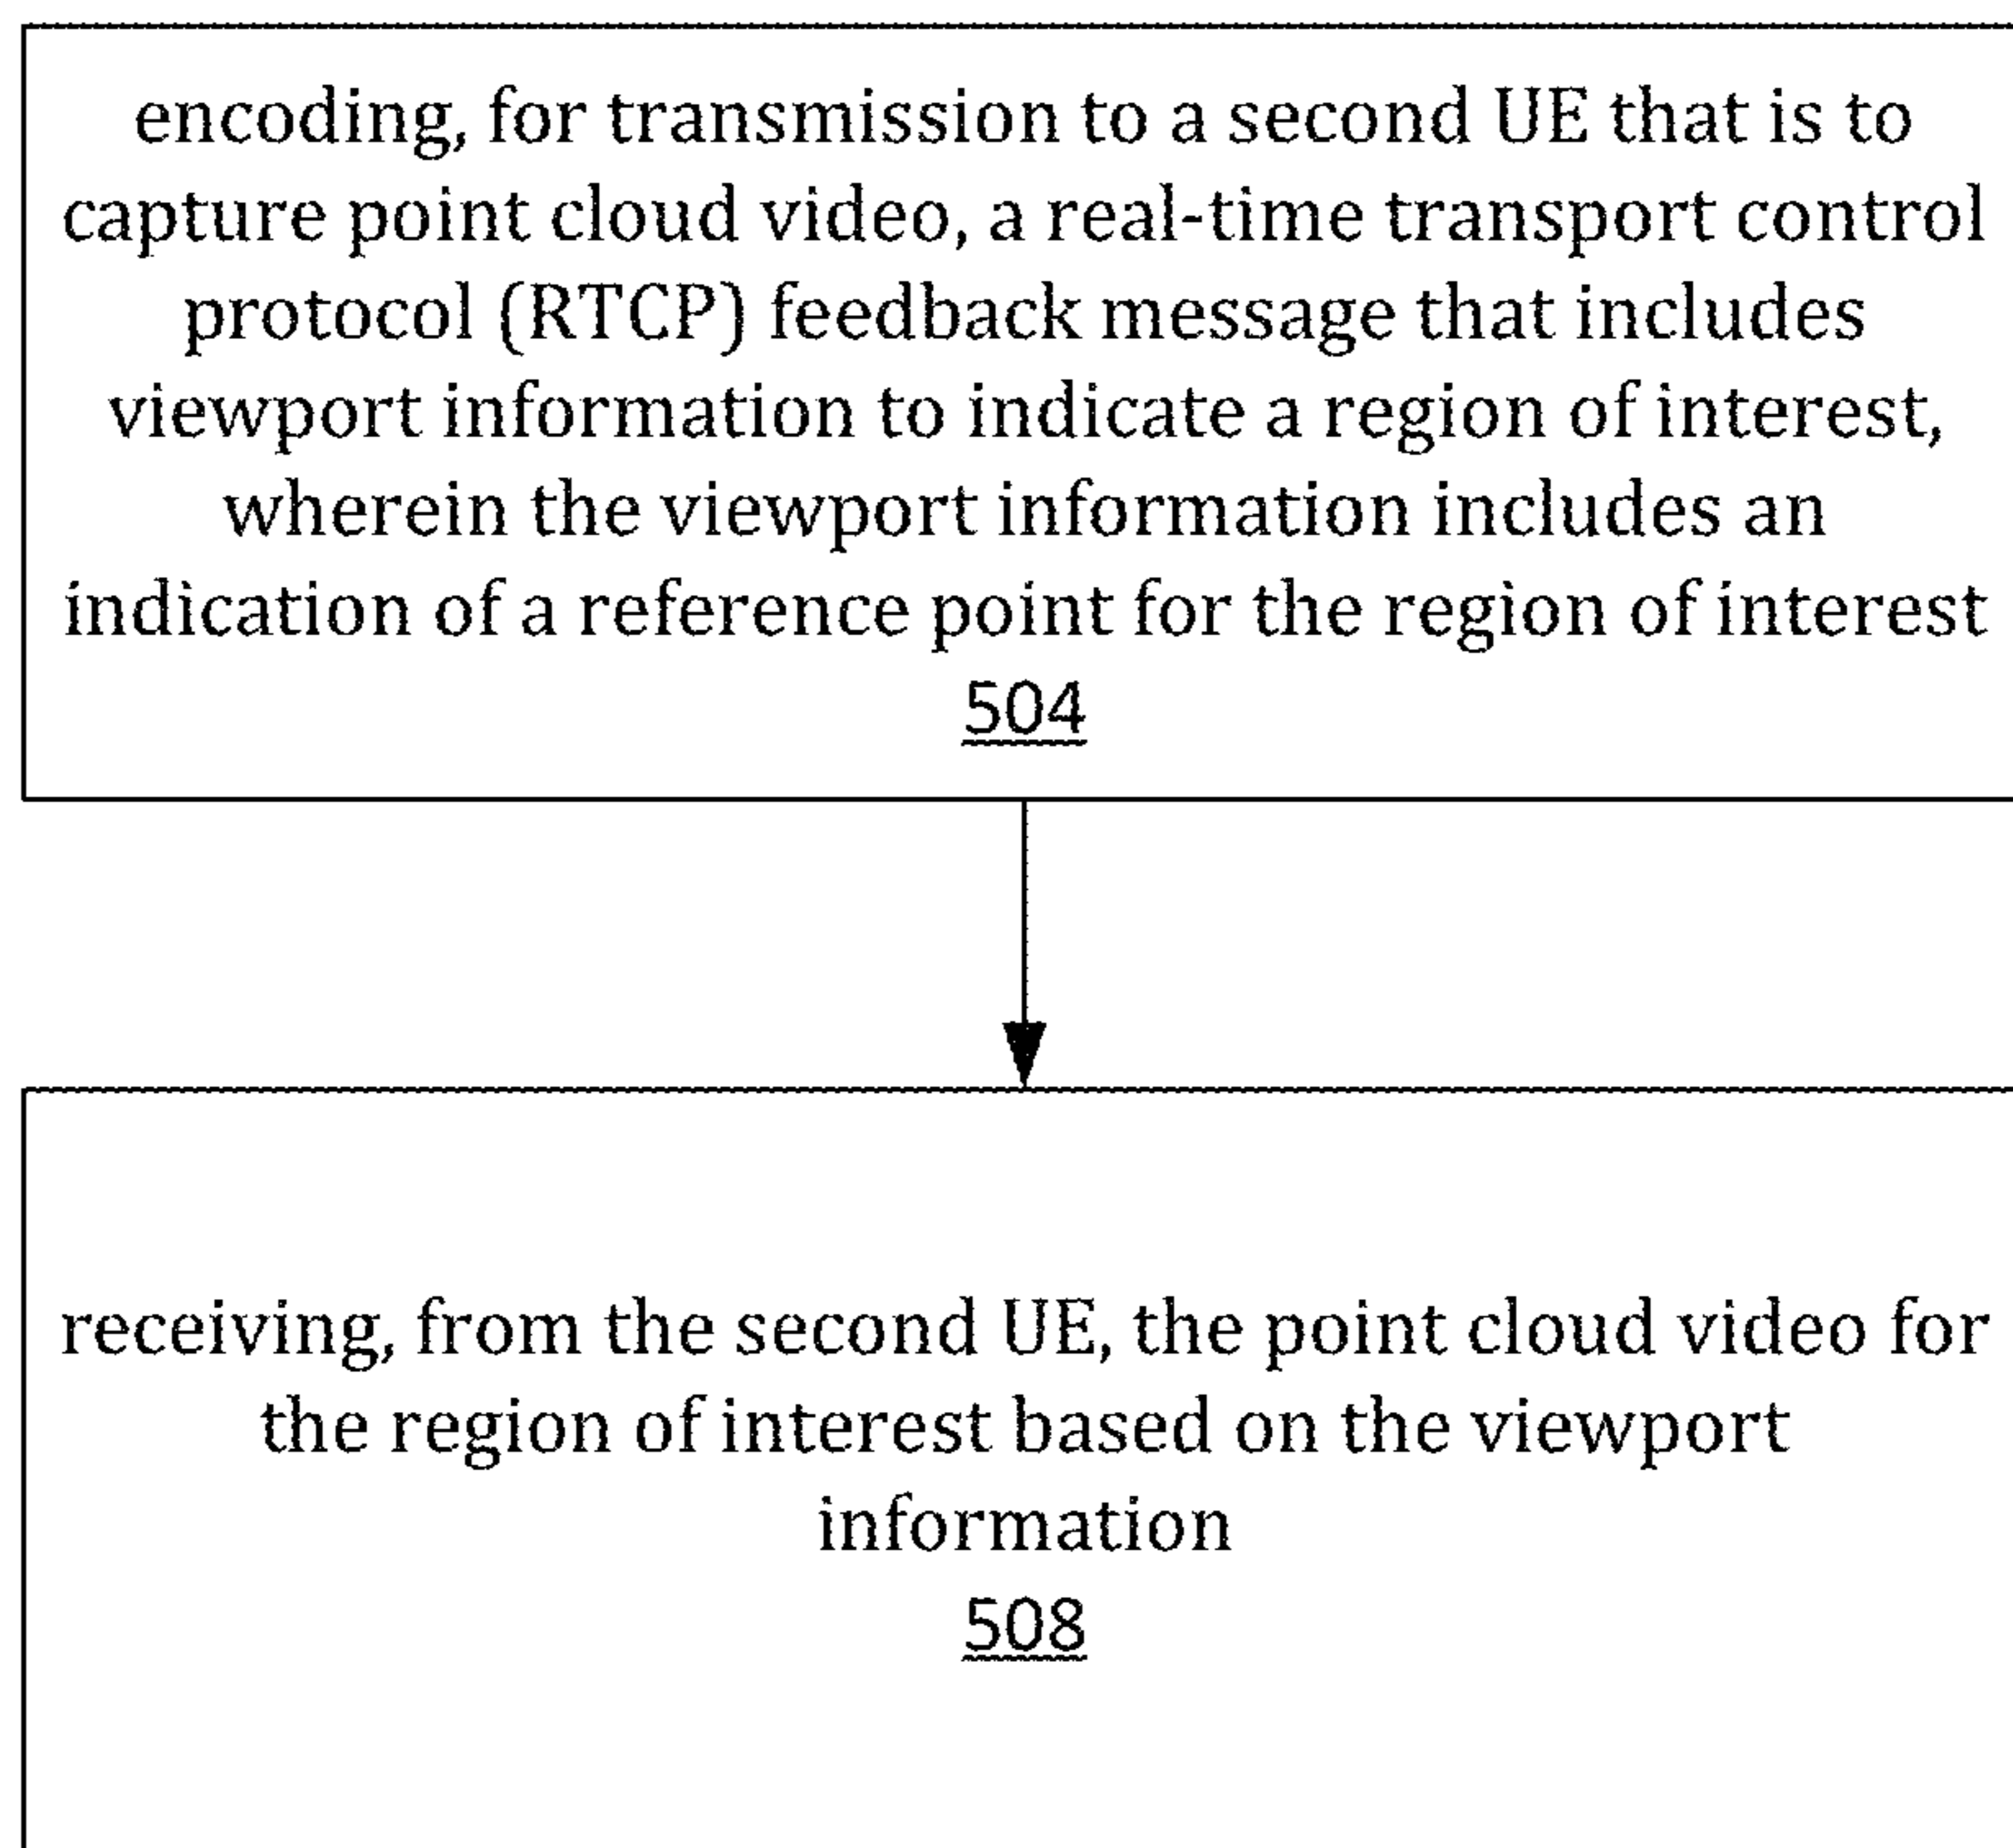 encoding, for transmission to a second UE that is to
capture point cloud video, a real-time transport control
protocol (RTCP) feedback message that includes
viewport information to indicate a region of interest,
wherein the viewport information includes an
indication of a reference point for the region of interest
504
receiving, from the second UE, the point cloud video for
the region of interest based on the viewport
information
508